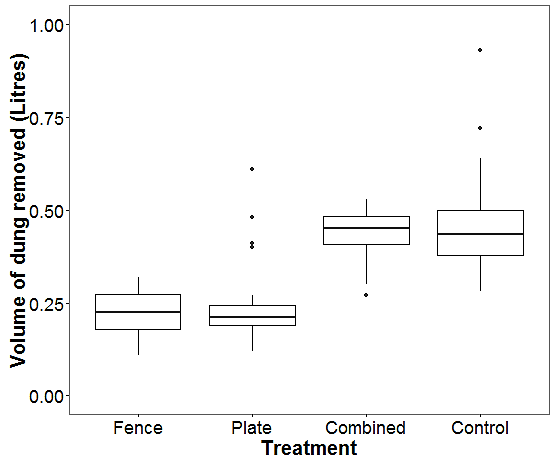 Volume of dung removed (Litres)
1.00
0.75
0.50
0.25
0.00
Fence Plate Combined Control
Treatment